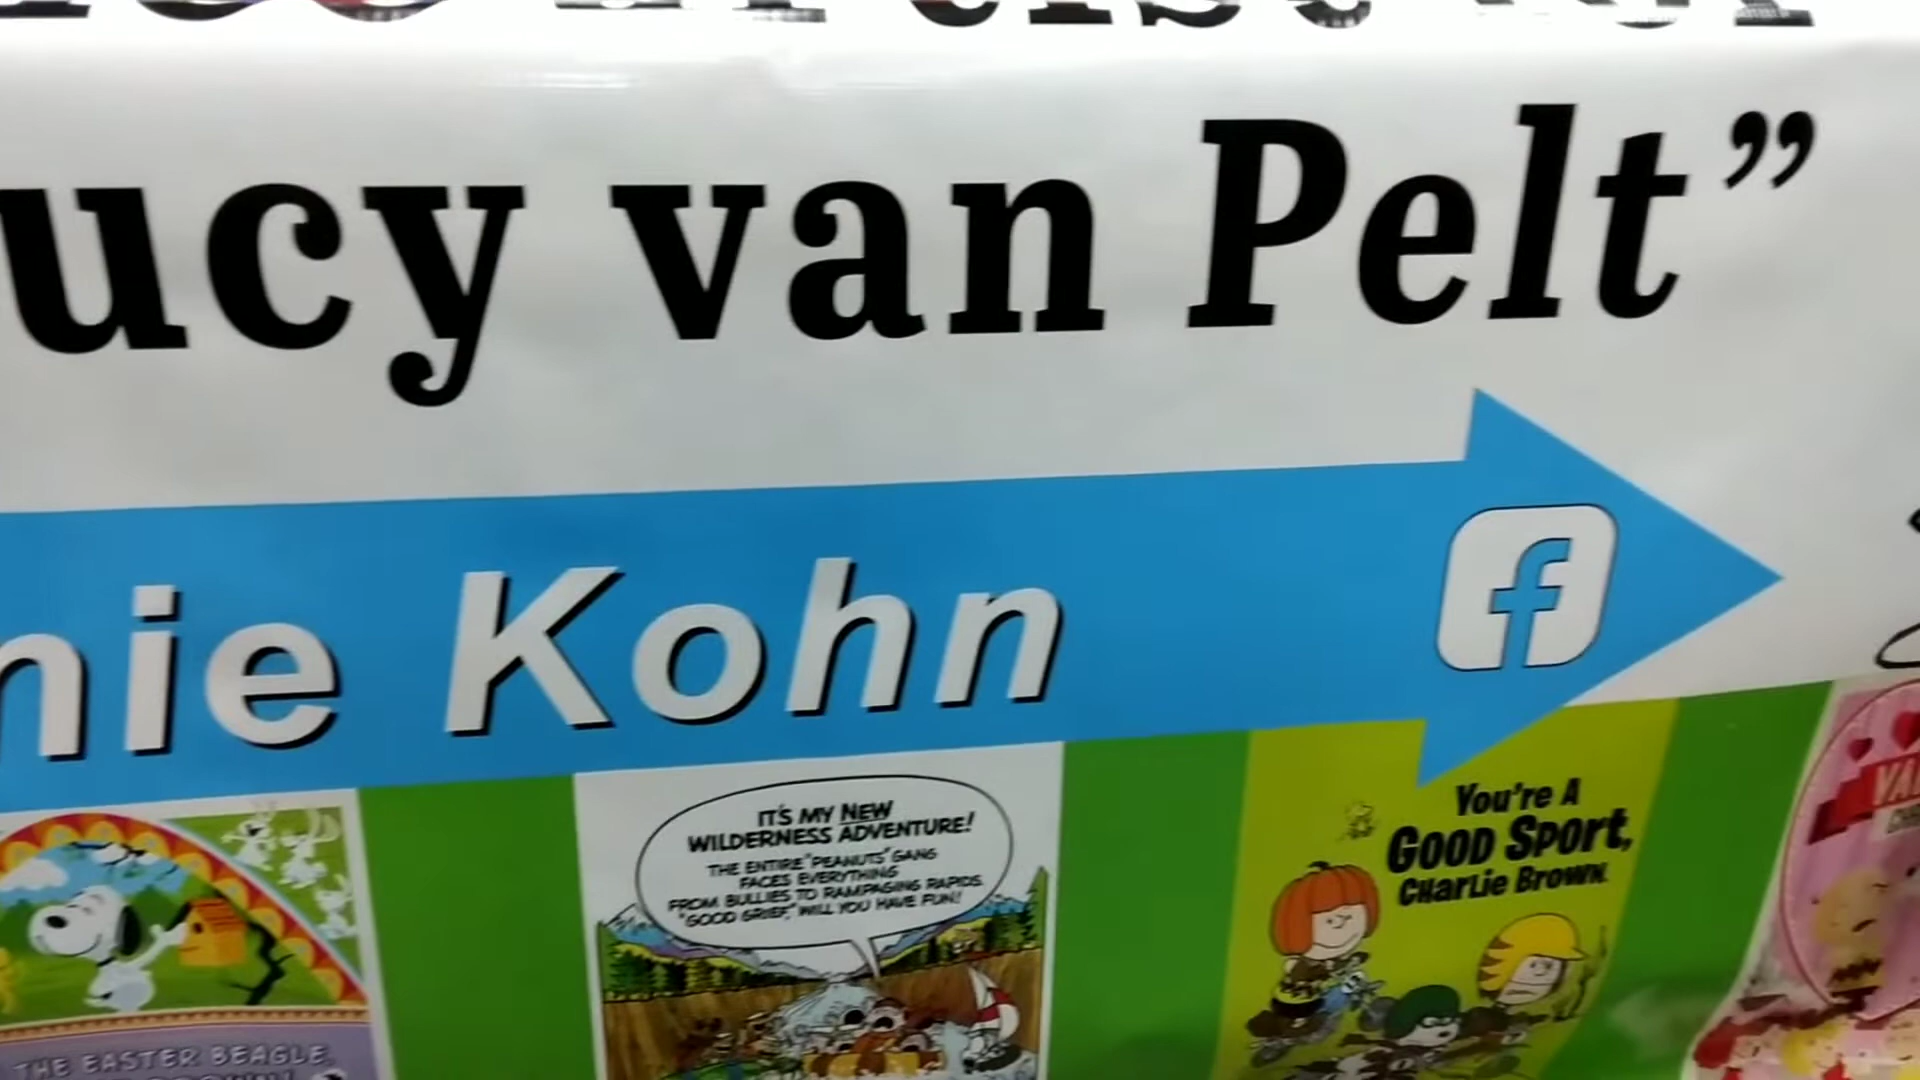 ucy van Pelt”
nie Kohn
IT'S MY NEW
WILDERNESS ADVENTURE!
THE ENTIRE "PEANUTS" GANG
FACES EVERYTHING
FROM BULLIES TO RAMPAGING RAPIDS.
"GOOD GRIEF," WILL YOU HAVE FUN!
You're A
Good Sport,
Charlie Brown
THE EASTER BEAGLE,